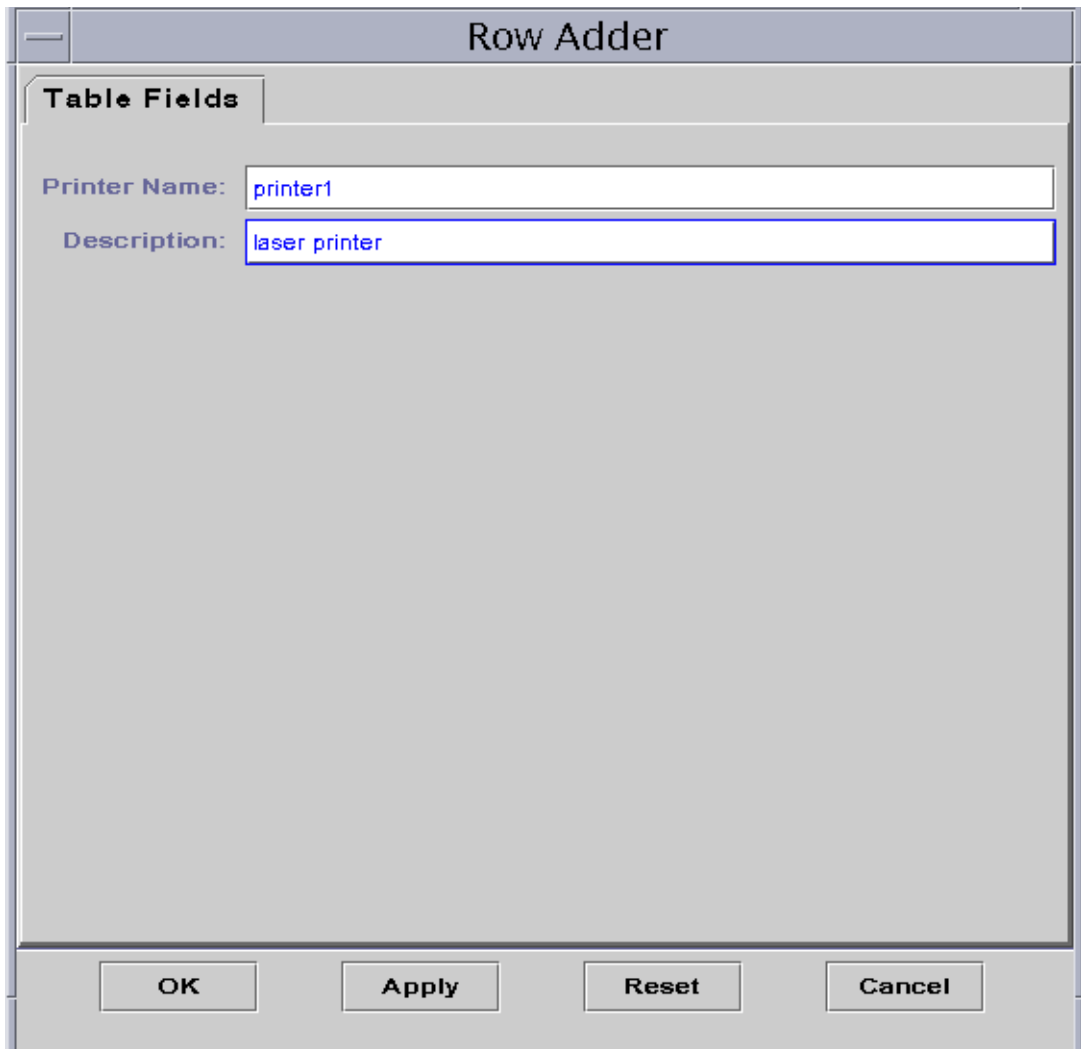 Row Adder
Table Fields
Printer Name: printer1
Description: laser printer
OK Apply Reset Cancel